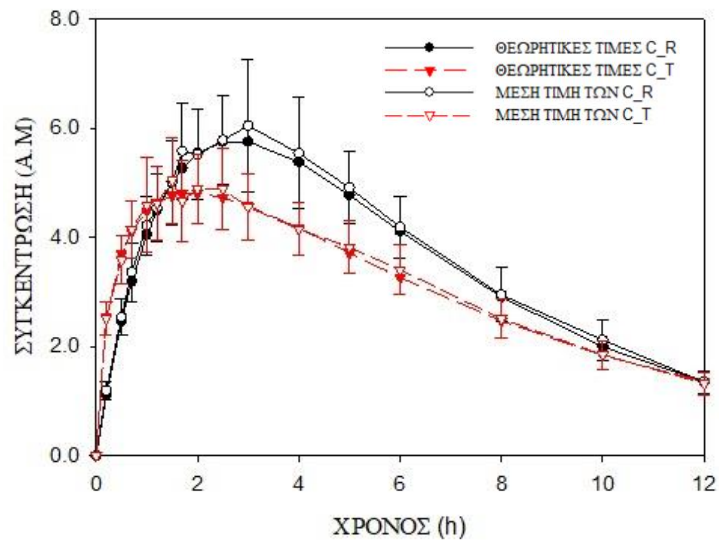 8.0
6.0
4.0
2.0
0.0
ΣΥΓΚΕΝΤΡΩΣΗ (Α.Μ)
ΘΕΩΡΗΤΙΚΕΣ ΤΙΜΕΣ C_R
ΘΕΩΡΗΤΙΚΕΣ ΤΙΜΕΣ C_T
ΜΕΣΗ ΤΙΜΗ ΤΩΝ C_R
ΜΕΣΗ ΤΙΜΗ ΤΩΝ C_T
0 2 4 6 8 10 12
ΧΡΟΝΟΣ (h)